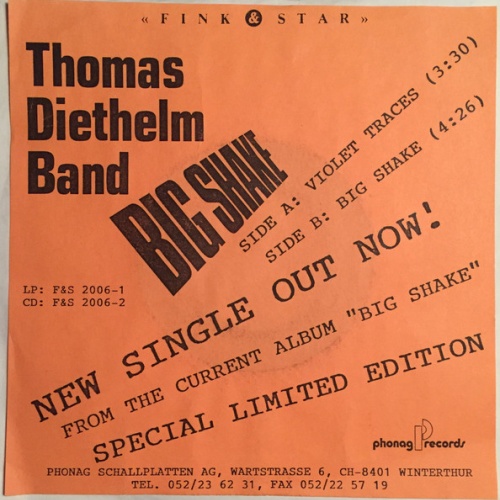 « FINK & STAR »
Thomas
Diethelm
Band
BIG SHAKE
SIDE A: VIOLET TRACES (3:30)
SIDE B: BIG SHAKE (4:26)
LP: F&S 2006-1
CD: F&S 2006-2
NEW SINGLE OUT NOW!
FROM THE CURRENT ALBUM "BIG SHAKE"
SPECIAL LIMITED EDITION
phonag records
PHONAG SCHALLPLATTEN AG, WARTSTRASSE 6, CH-8401 WINTERTHUR
TEL. 052/23 62 31, FAX 052/22 57 19